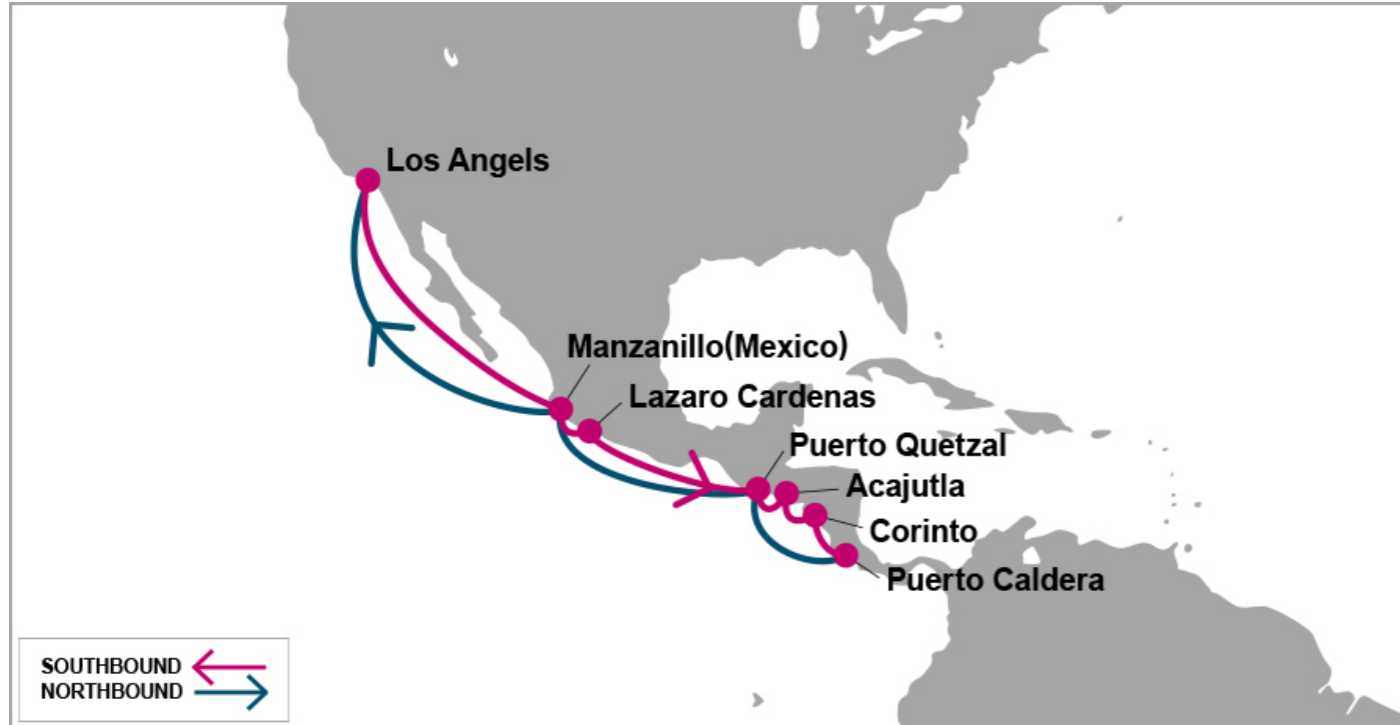 Los Angels
Manzanillo(Mexico)
Lazaro Cardenas
Puerto Quetzal
Acajutla
Corinto
Puerto Caldera
SOUTHBOUND
NORTHBOUND